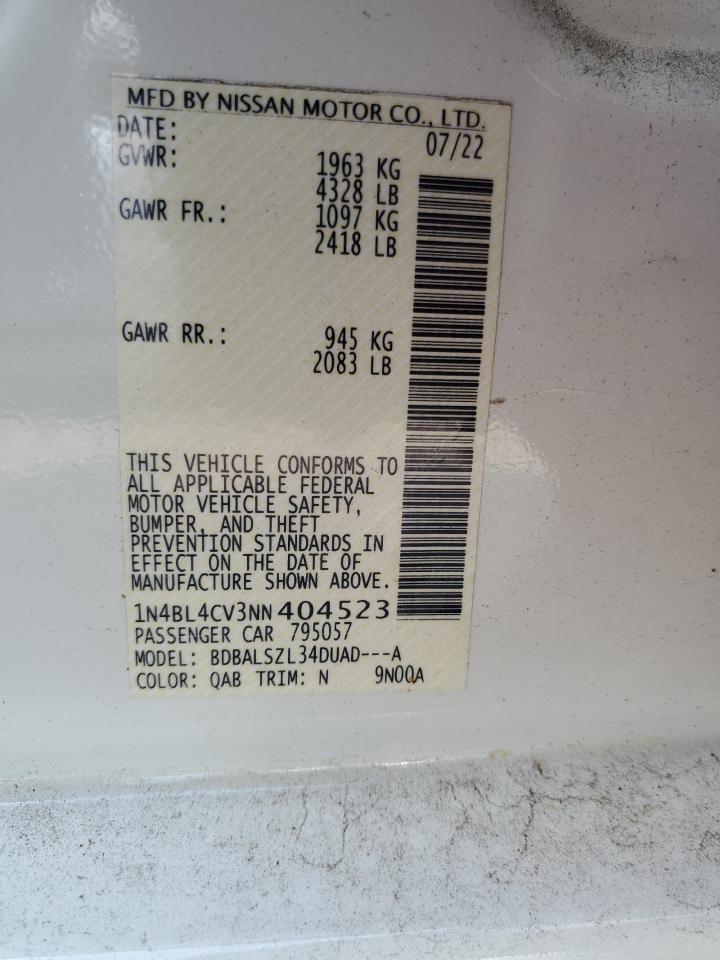 MFD BY NISSAN MOTOR CO., LTD.
DATE: 07/22
GVWR: 1963 KG
4328 LB
GAWR FR.: 1097 KG
2418 LB
GAWR RR.: 945 KG
2083 LB
THIS VEHICLE CONFORMS TO
ALL APPLICABLE FEDERAL
MOTOR VEHICLE SAFETY,
BUMPER, AND THEFT
PREVENTION STANDARDS IN
EFFECT ON THE DATE OF
MANUFACTURE SHOWN ABOVE.
1N4BL4CV3NN404523
PASSENGER CAR 795057
MODEL: BDBALSZL34DUAD---A
COLOR: QAB TRIM: N 9N00A